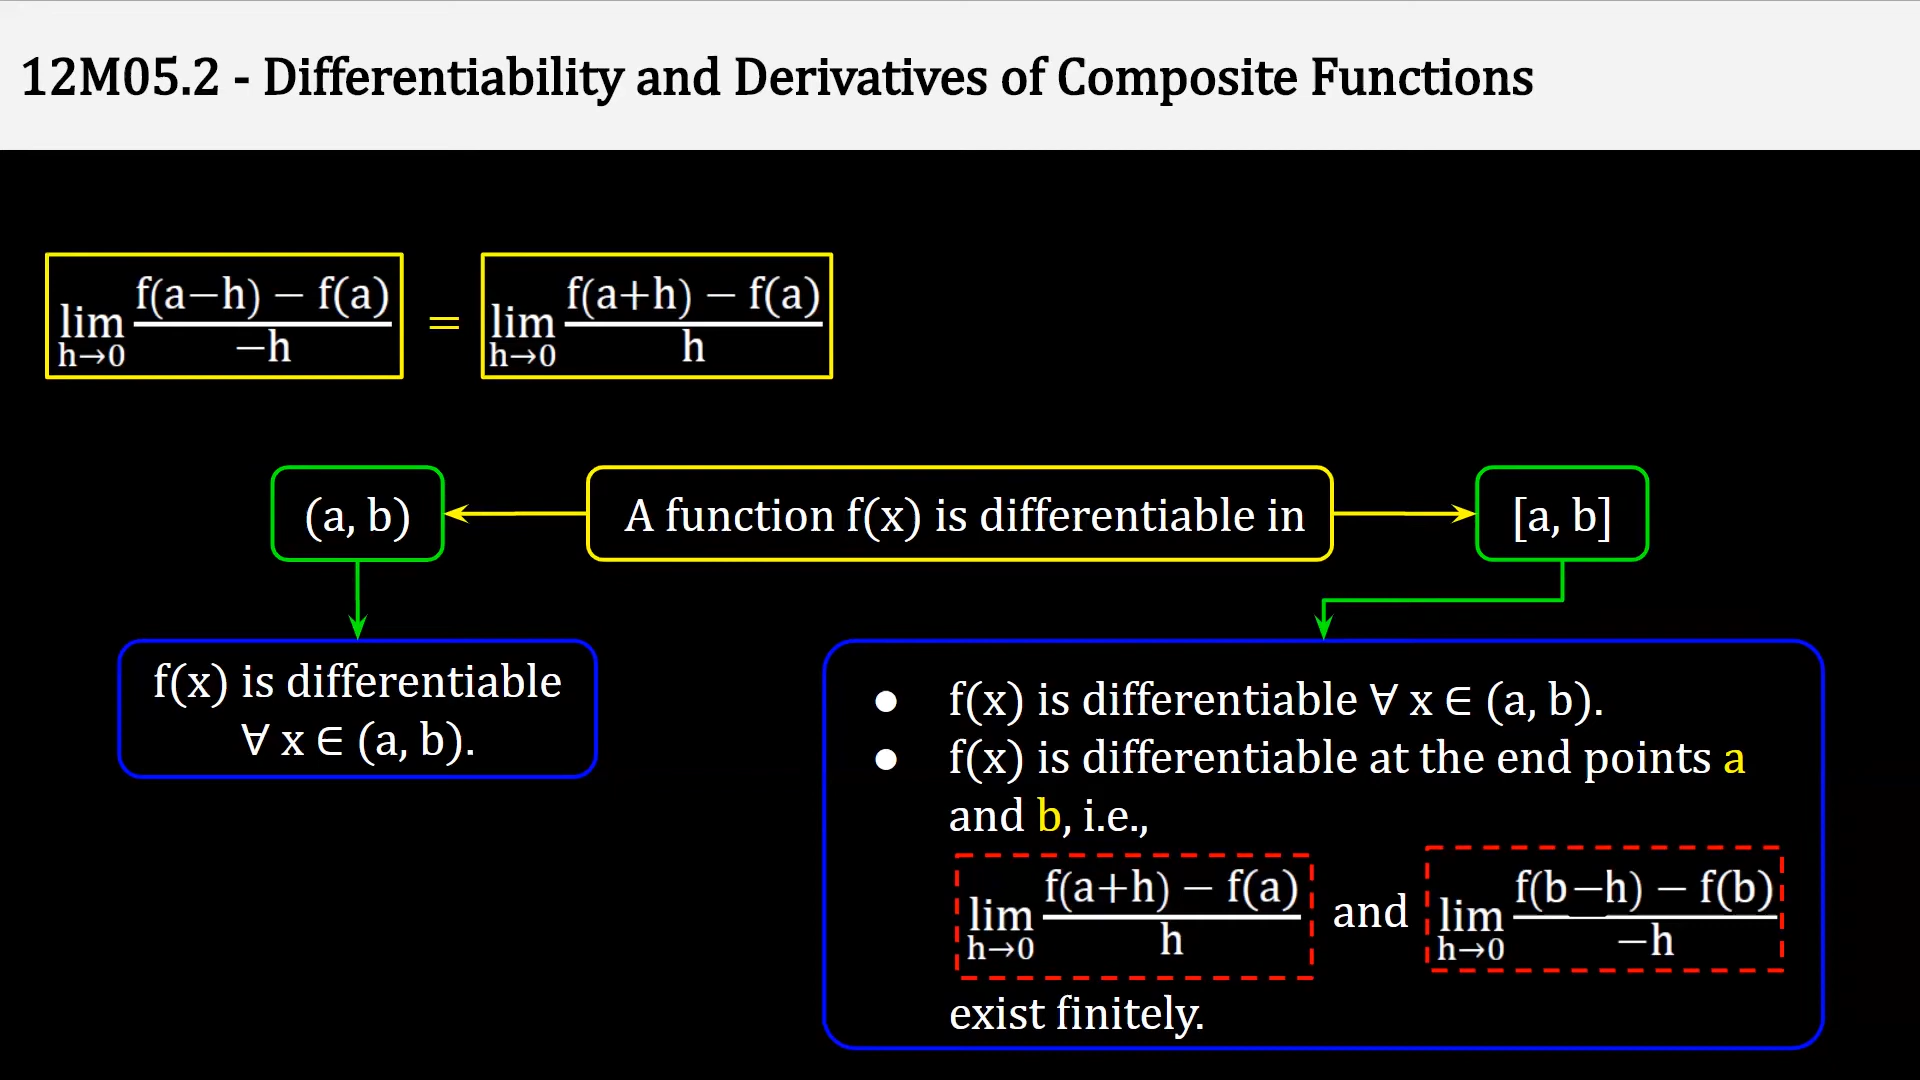 12M05.2 - Differentiability and Derivatives of Composite Functions
lim h→0 f(a−h) − f(a) / −h = lim h→0 f(a+h) − f(a) / h
(a, b) A function f(x) is differentiable in [a, b]
f(x) is differentiable
∀ x ∈ (a, b).
● f(x) is differentiable ∀ x ∈ (a, b).
● f(x) is differentiable at the end points a
and b, i.e.,
lim h→0 f(a+h) − f(a) / h and lim h→0 f(b−h) − f(b) / −h
exist finitely.